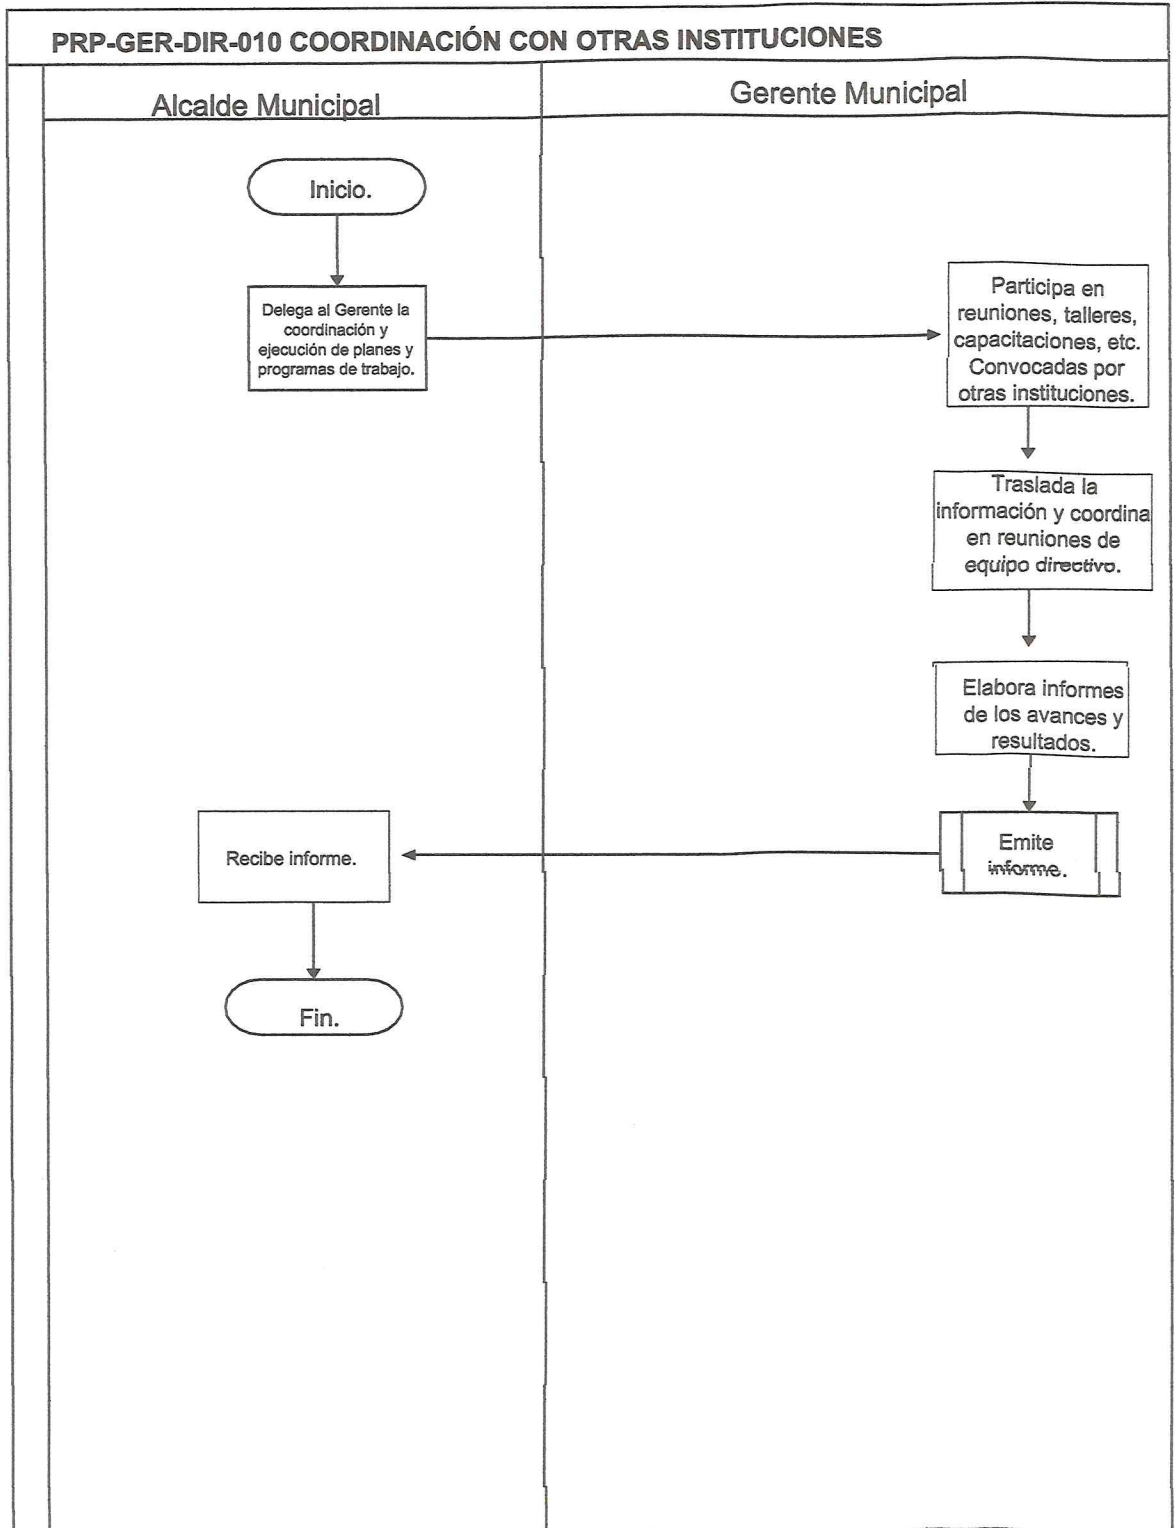 PRP-GER-DIR-010 COORDINACIÓN CON OTRAS INSTITUCIONES
Alcalde Municipal
Gerente Municipal
Inicio.
Delega al Gerente la
coordinación y
ejecución de planes y
programas de trabajo.
Participa en
reuniones, talleres,
capacitaciones, etc.
Convocadas por
otras instituciones.
Traslada la
información y coordina
en reuniones de
equipo directivo.
Elabora informes
de los avances y
resultados.
Emite
informe.
Recibe informe.
Fin.